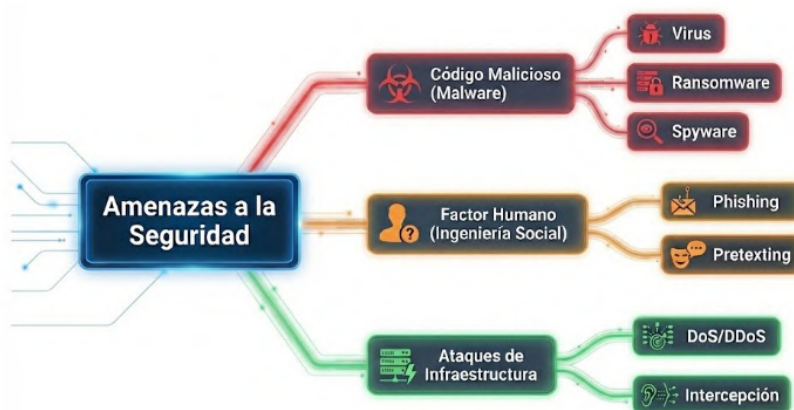 Amenazas a la
Seguridad
Código Malicioso
(Malware)
Virus
Ransomware
Spyware
Factor Humano
(Ingeniería Social)
Phishing
Pretexting
Ataques de
Infraestructura
DoS/DDoS
Intercepción